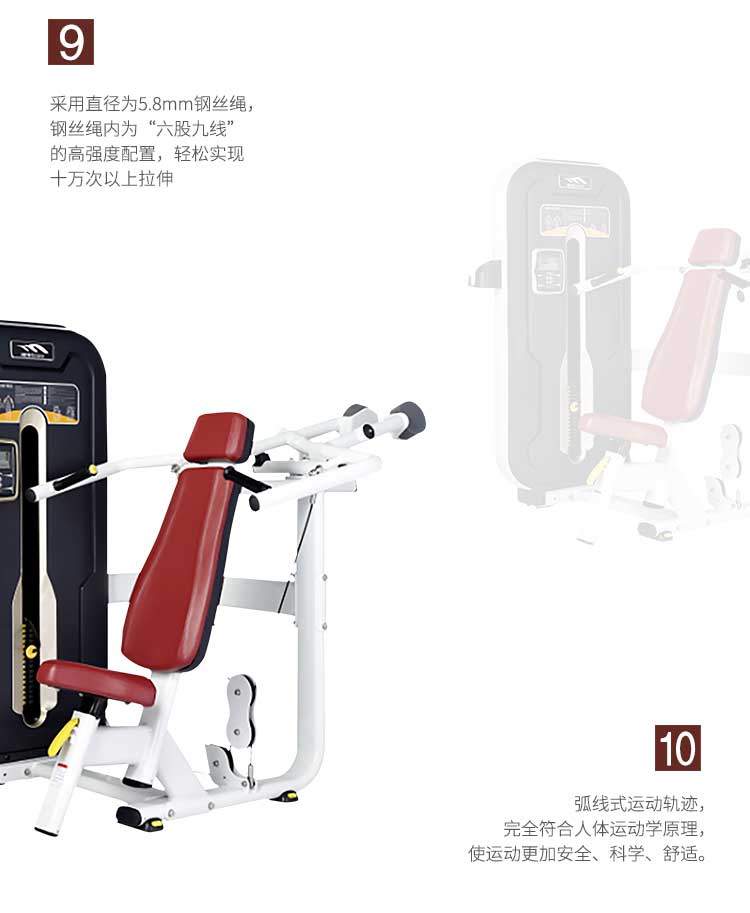 9
采用直径为5.8mm钢丝绳，
钢丝绳内为“六股九线”
的高强度配置，轻松实现
十万次以上拉伸
10
弧线式运动轨迹，
完全符合人体运动学原理，
使运动更加安全、科学、舒适。